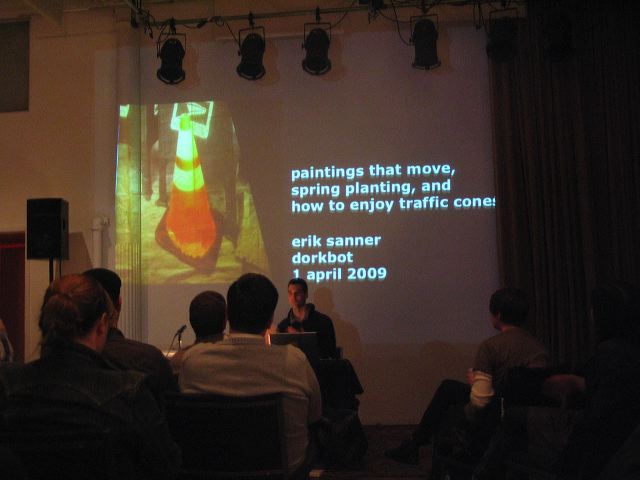 paintings that move,
spring planting, and
how to enjoy traffic cones
erik sanner
dorkbot
1 april 2009